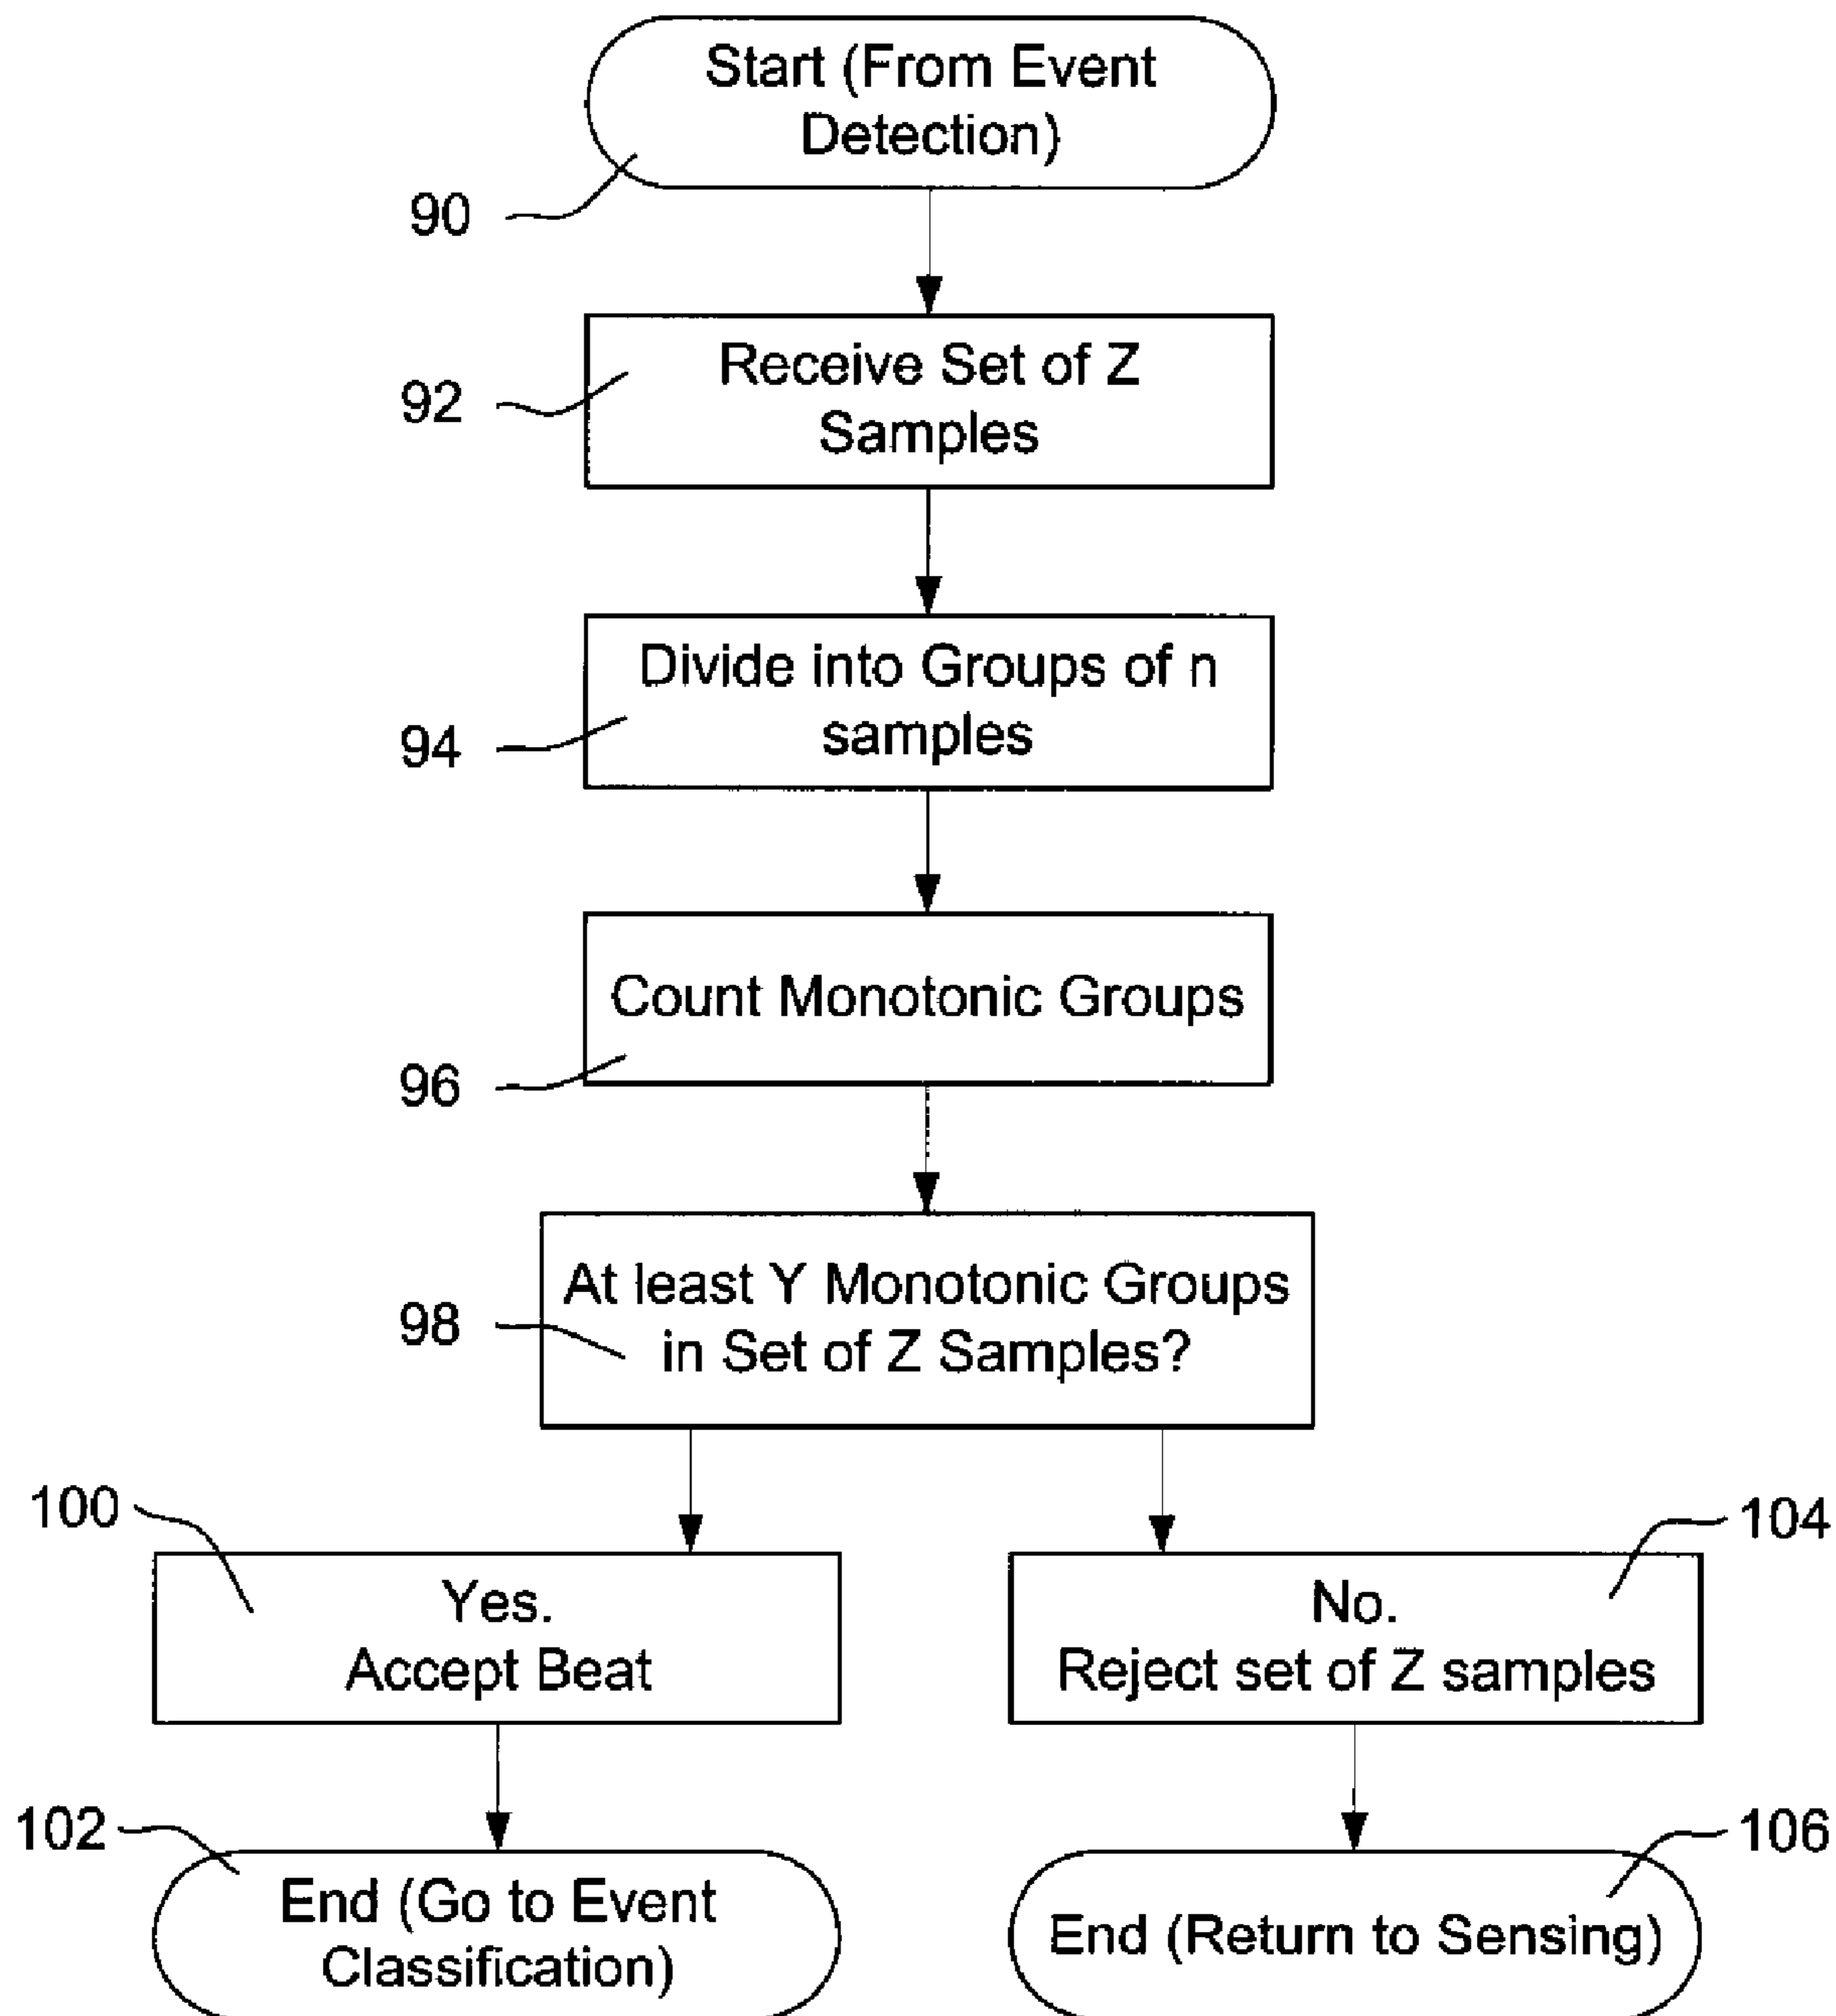 Start (From Event
Detection)
90
Receive Set of Z
Samples
92
Divide into Groups of n
samples
94
Count Monotonic Groups
96
At least Y Monotonic Groups
in Set of Z Samples?
98
100
Yes.
Accept Beat
104
No.
Reject set of Z samples
102
End (Go to Event
Classification)
106
End (Return to Sensing)